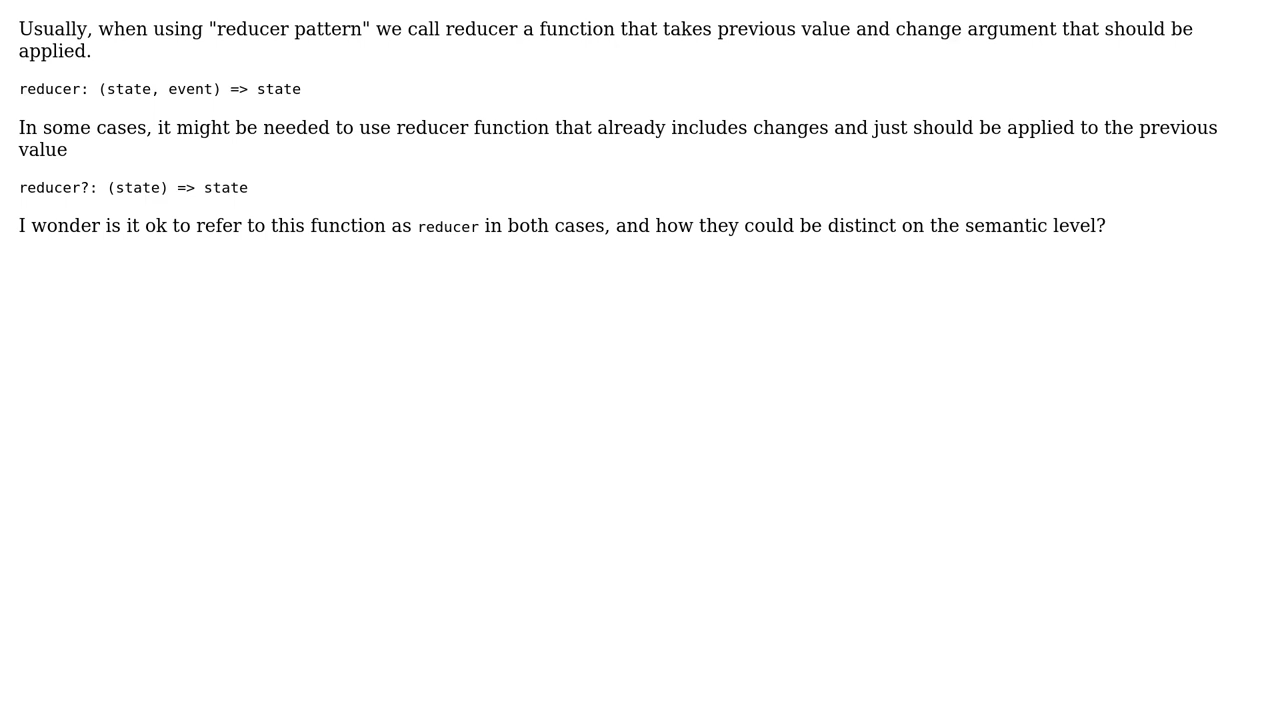 Usually, when using "reducer pattern" we call reducer a function that takes previous value and change argument that should be
applied.
reducer: (state, event) => state
In some cases, it might be needed to use reducer function that already includes changes and just should be applied to the previous
value
reducer?: (state) => state
I wonder is it ok to refer to this function as reducer in both cases, and how they could be distinct on the semantic level?